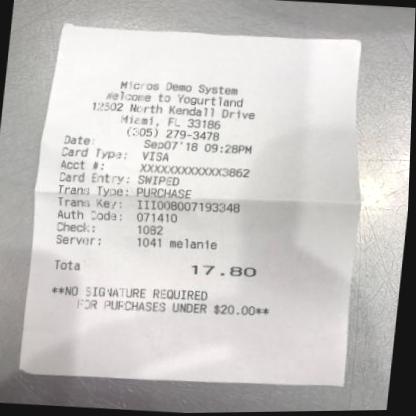 Micros Demo System
Welcome to Yogurtland
12502 North Kendall Drive
Miami, FL 33186
(305) 279-3478
Date: Sep07'18 09:28PM
Card Type: VISA
Acct #: XXXXXXXXXXXX3862
Card Entry: SWIPED
Trans Type: PURCHASE
Trans Key: III008007193348
Auth Code: 071410
Check: 1082
Server: 1041 melanie
Tota 17.80
**NO SIGNATURE REQUIRED
FOR PURCHASES UNDER $20.00**